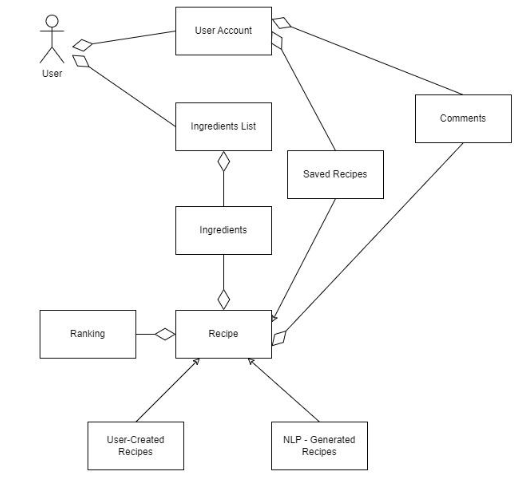 User Account
User
Comments
Ingredients List
Saved Recipes
Ingredients
Ranking
Recipe
User-Created
Recipes
NLP - Generated
Recipes